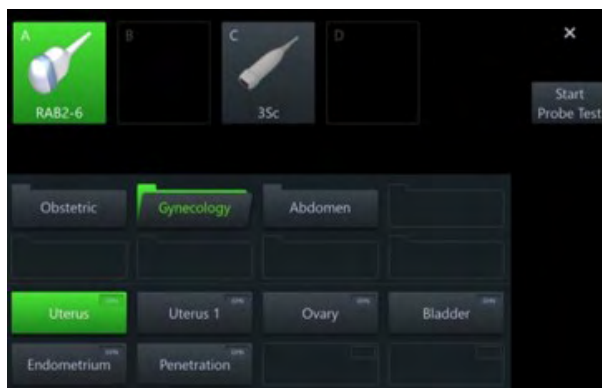 A
B
C
D
×
RAB2-6
3Sc
Start
Probe Test
Obstetric
Gynecology
Abdomen
Uterus
Uterus 1
Ovary
Bladder
Endometrium
Penetration